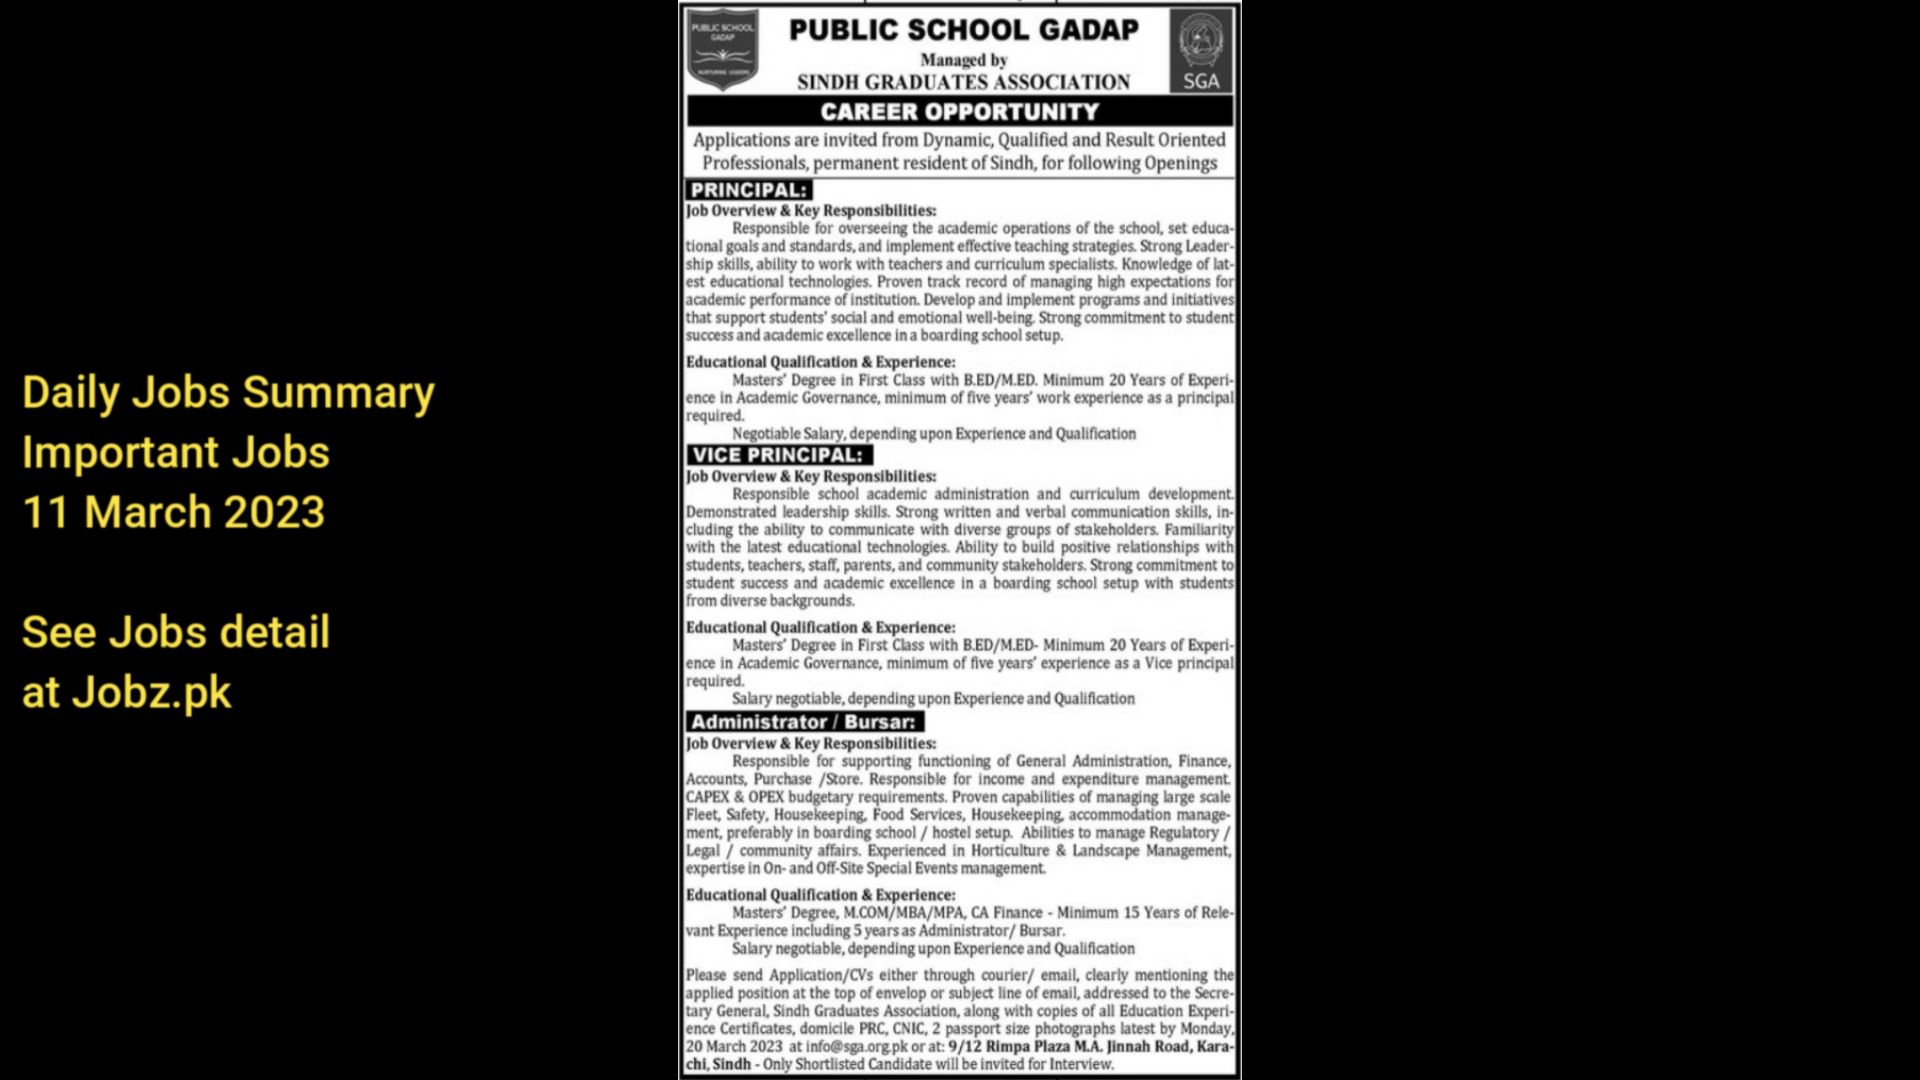 Daily Jobs Summary
Important Jobs
11 March 2023
See Jobs detail
at Jobz.pk
PUBLIC SCHOOL
GADAP
NURTURING LEADERS
PUBLIC SCHOOL GADAP
Managed by
SINDH GRADUATES ASSOCIATION
SGA
CAREER OPPORTUNITY
Applications are invited from Dynamic, Qualified and Result Oriented
Professionals, permanent resident of Sindh, for following Openings
PRINCIPAL:
Job Overview & Key Responsibilities:
Responsible for overseeing the academic operations of the school, set educa-
tional goals and standards, and implement effective teaching strategies. Strong Leader-
ship skills, ability to work with teachers and curriculum specialists. Knowledge of lat-
est educational technologies. Proven track record of managing high expectations for
academic performance of institution. Develop and implement programs and initiatives
that support students' social and emotional well-being. Strong commitment to student
success and academic excellence in a boarding school setup.
Educational Qualification & Experience:
Masters' Degree in First Class with B.ED/M.ED. Minimum 20 Years of Experi-
ence in Academic Governance, minimum of five years' work experience as a principal
required.
Negotiable Salary, depending upon Experience and Qualification
VICE PRINCIPAL:
Job Overview & Key Responsibilities:
Responsible school academic administration and curriculum development.
Demonstrated leadership skills. Strong written and verbal communication skills, in-
cluding the ability to communicate with diverse groups of stakeholders. Familiarity
with the latest educational technologies. Ability to build positive relationships with
students, teachers, staff, parents, and community stakeholders. Strong commitment to
student success and academic excellence in a boarding school setup with students
from diverse backgrounds.
Educational Qualification & Experience:
Masters' Degree in First Class with B.ED/M.ED- Minimum 20 Years of Experi-
ence in Academic Governance, minimum of five years' experience as a Vice principal
required.
Salary negotiable, depending upon Experience and Qualification
Administrator / Bursar:
Job Overview & Key Responsibilities:
Responsible for supporting functioning of General Administration, Finance,
Accounts, Purchase /Store. Responsible for income and expenditure management.
CAPEX & OPEX budgetary requirements. Proven capabilities of managing large scale
Fleet, Safety, Housekeeping, Food Services, Housekeeping, accommodation manage-
ment, preferably in boarding school / hostel setup. Abilities to manage Regulatory /
Legal / community affairs. Experienced in Horticulture & Landscape Management,
expertise in On- and Off-Site Special Events management.
Educational Qualification & Experience:
Masters' Degree, M.COM/MBA/MPA, CA Finance - Minimum 15 Years of Rele-
vant Experience including 5 years as Administrator/ Bursar.
Salary negotiable, depending upon Experience and Qualification
Please send Application/CVs either through courier/ email, clearly mentioning the
applied position at the top of envelop or subject line of email, addressed to the Secre-
tary General, Sindh Graduates Association, along with copies of all Education Experi-
ence Certificates, domicile PRC, CNIC, 2 passport size photographs latest by Monday,
20 March 2023 at info@sga.org.pk or at: 9/12 Rimpa Plaza M.A. Jinnah Road, Kara-
chi, Sindh - Only Shortlisted Candidate will be invited for Interview.